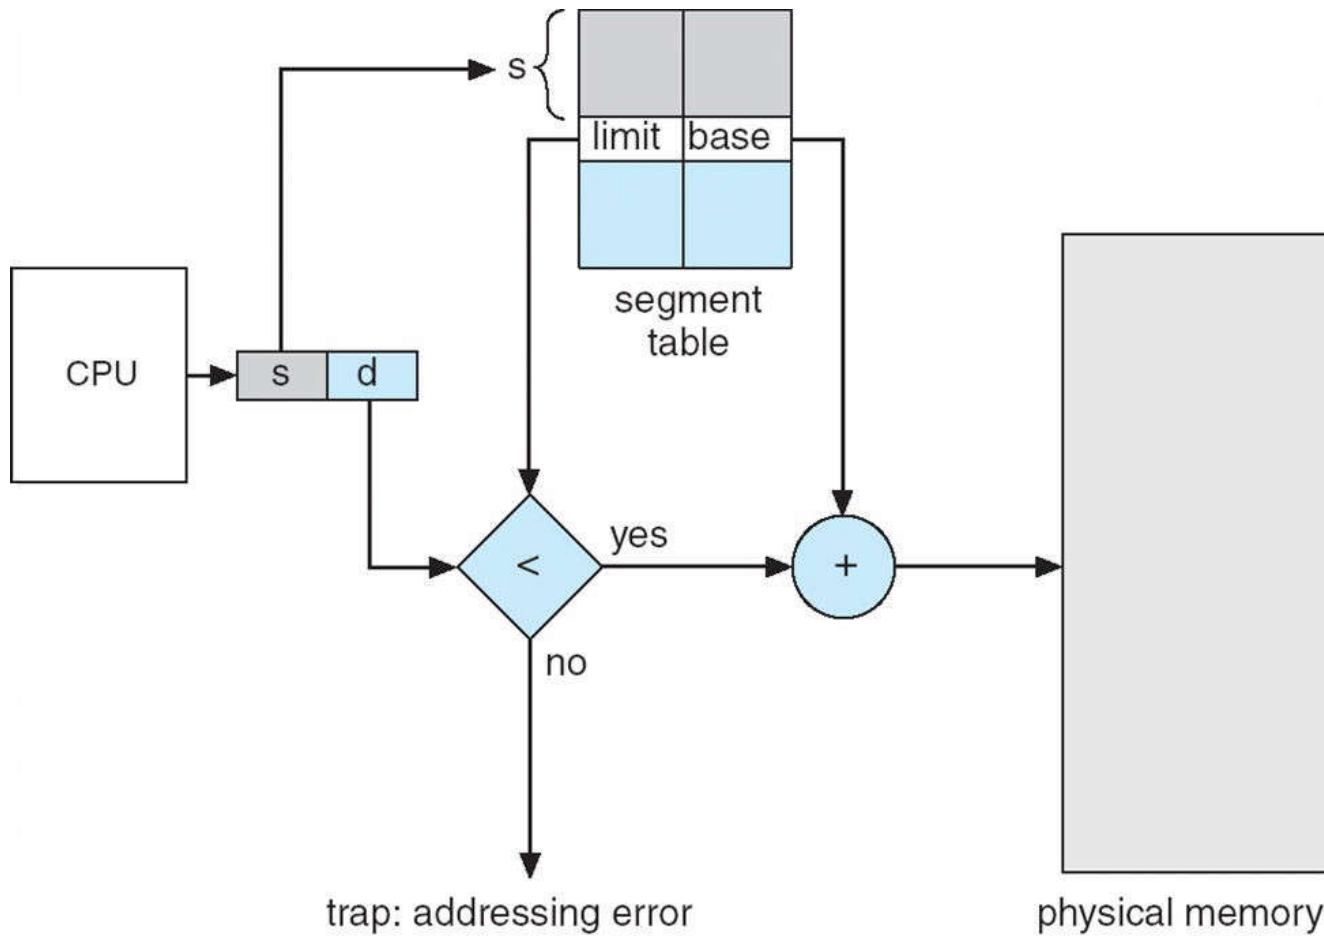 s
limit base
segment
table
CPU
s d
<
yes
+
no
trap: addressing error
physical memory